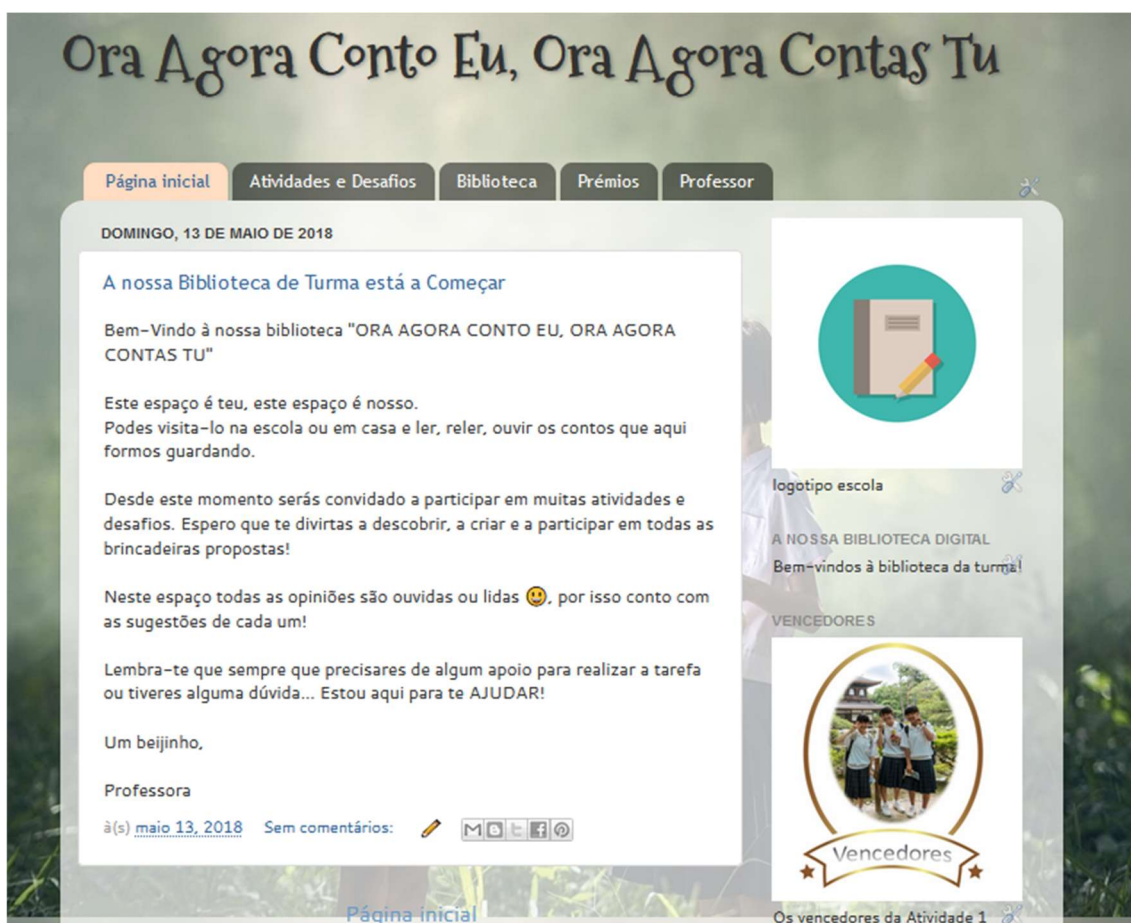 Ora Agora Conto Eu, Ora Agora Contas Tu
Página inicial
Atividades e Desafios
Biblioteca
Prémios
Professor
DOMINGO, 13 DE MAIO DE 2018
A nossa Biblioteca de Turma está a Começar
Bem-Vindo à nossa biblioteca "ORA AGORA CONTO EU, ORA AGORA
CONTAS TU"
Este espaço é teu, este espaço é nosso.
Podes visita-lo na escola ou em casa e ler, reler, ouvir os contos que aqui
formos guardando.
Desde este momento serás convidado a participar em muitas atividades e
desafios. Espero que te divirtas a descobrir, a criar e a participar em todas as
brincadeiras propostas!
Neste espaço todas as opiniões são ouvidas ou lidas 😃, por isso conto com
as sugestões de cada um!
Lembra-te que sempre que precisares de algum apoio para realizar a tarefa
ou tiveres alguma dúvida... Estou aqui para te AJUDAR!
Um beijinho,
Professora
à(s) maio 13, 2018 Sem comentários:
Página inicial
logotipo escola
A NOSSA BIBLIOTECA DIGITAL
Bem-vindos à biblioteca da turma!
VENCEDORES
Vencedores
Os vencedores da Atividade 1